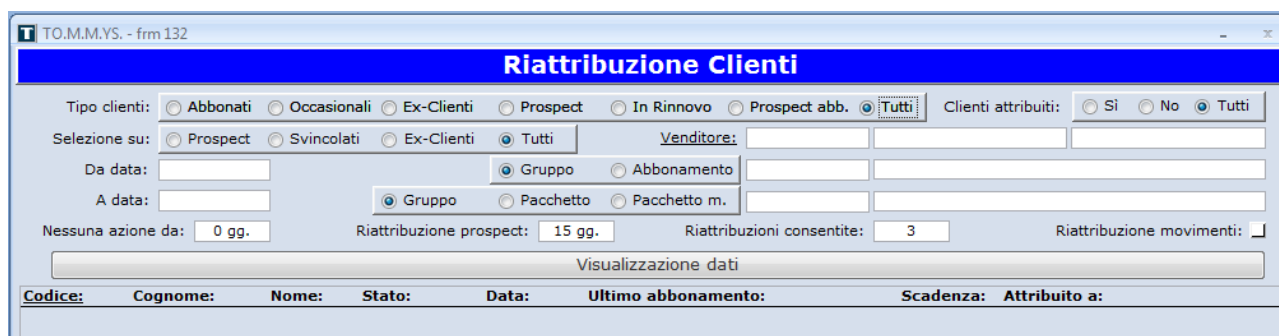 TO.M.M.YS. - frm 132
Riattribuzione Clienti
Tipo clienti: Abbonati Occasionali Ex-Clienti Prospect In Rinnovo Prospect abb. Tutti Clienti attribuiti: Sì No Tutti
Selezione su: Prospect Svincolati Ex-Clienti Tutti Venditore:
Da data: Gruppo Abbonamento
A data: Gruppo Pacchetto Pacchetto m.
Nessuna azione da: 0 gg. Riattribuzione prospect: 15 gg. Riattribuzioni consentite: 3 Riattribuzione movimenti:
Visualizzazione dati
Codice: Cognome: Nome: Stato: Data: Ultimo abbonamento: Scadenza: Attribuito a: